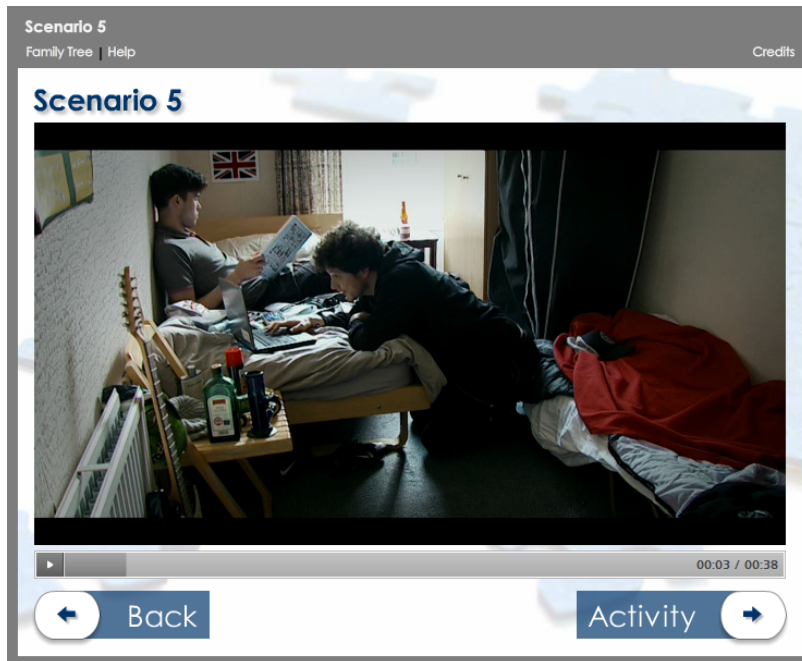 Scenario 5
Family Tree | Help
Credits
Scenario 5
00:03 / 00:38
Back
Activity